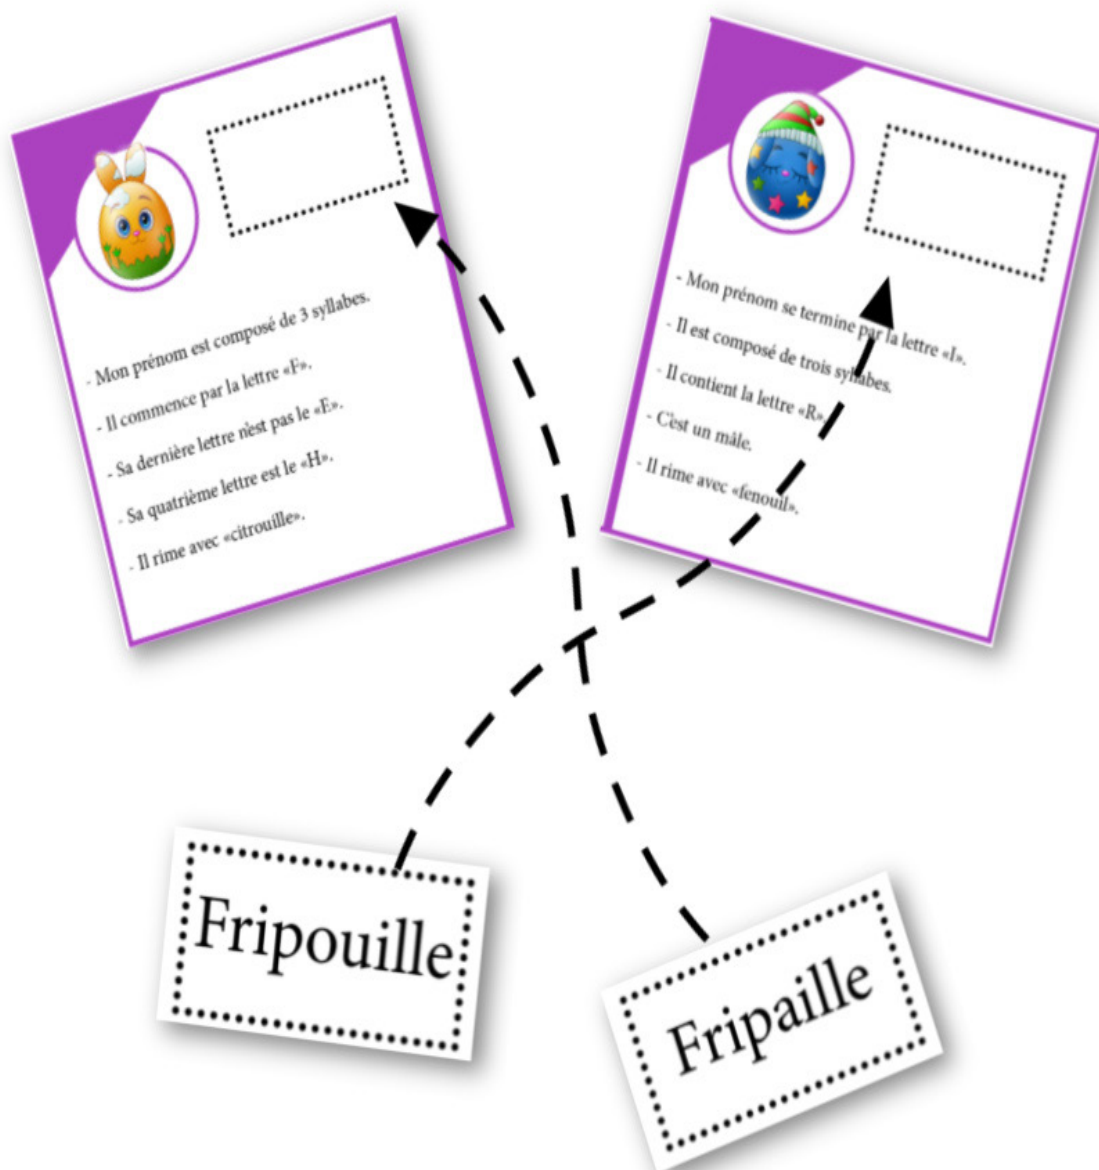 - Mon prénom est composé de 3 syllabes.
- Il commence par la lettre «F».
- Sa dernière lettre n'est pas le «E».
- Sa quatrième lettre est le «H».
- Il rime avec «citrouille».
- Mon prénom se termine par la lettre «I».
- Il est composé de trois syllabes.
- Il contient la lettre «R».
- C'est un mâle.
- Il rime avec «fenouil».
Fripouille
Fripaille